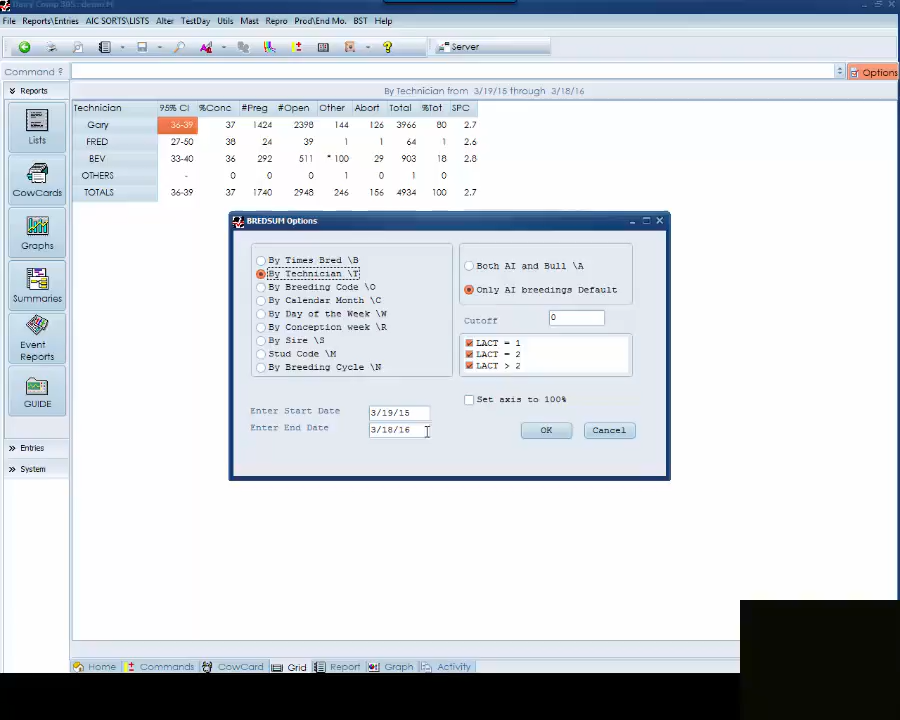 File Reports\Entries AIC SORTS\LISTS Alter TestDay Utils Mast Repro Prod\End Mo. BST Help
Server
Command ?
Options
Reports
By Technician from 3/19/15 through 3/18/16
Technician 95% CI %Conc #Preg #Open Other Abort Total %Tot SPC
Gary 36-39 37 1424 2398 144 126 3966 80 2.7
FRED 27-50 38 24 39 1 1 64 1 2.6
BEV 33-40 36 292 511 * 100 29 903 18 2.8
OTHERS - 0 0 0 1 0 1 0
TOTALS 36-39 37 1740 2948 246 156 4934 100 2.7
Lists
CowCards
Graphs
Summaries
Event
Reports
GUIDE
Entries
System
BREDSUM Options
By Times Bred \B
By Technician \T
By Breeding Code \O
By Calendar Month \C
By Day of the Week \W
By Conception week \R
By Sire \S
Stud Code \M
By Breeding Cycle \N
Both AI and Bull \A
Only AI breedings Default
Cutoff 0
LACT = 1
LACT = 2
LACT > 2
Set axis to 100%
Enter Start Date 3/19/15
Enter End Date 3/18/16
OK Cancel
Home Commands CowCard Grid Report Graph Activity